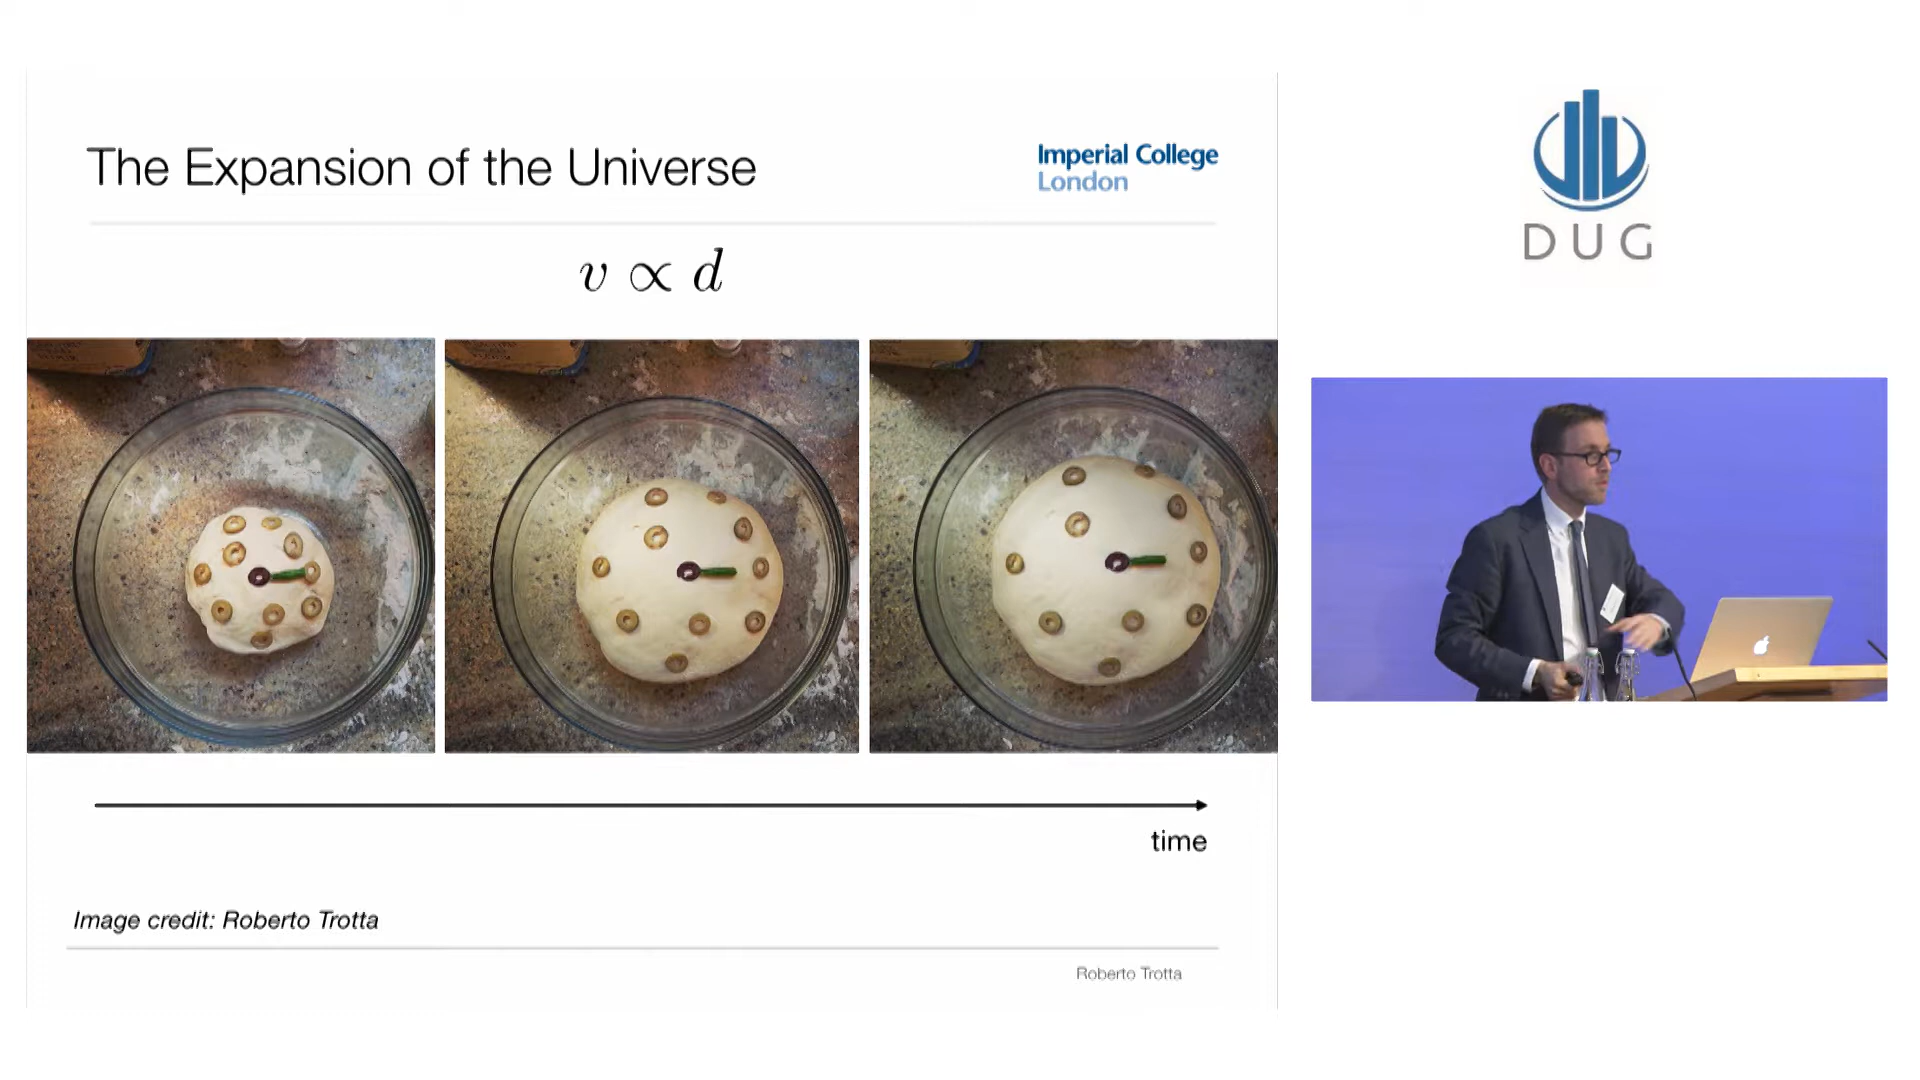 The Expansion of the Universe
Imperial College
London
v ∝ d
time
Image credit: Roberto Trotta
Roberto Trotta
DUG